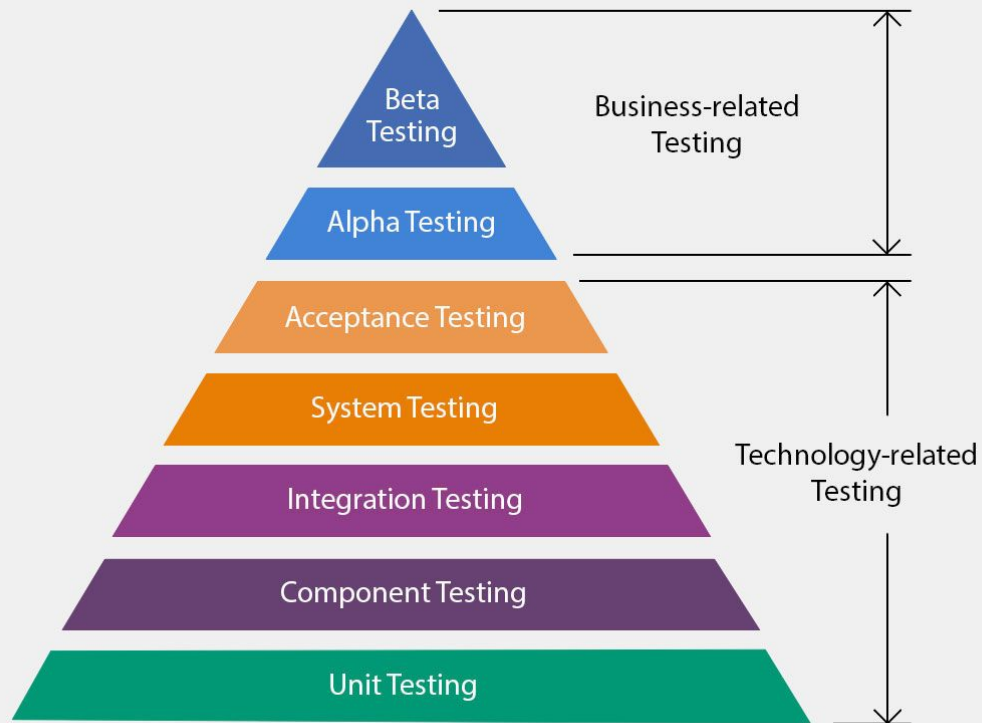 Beta
Testing
Business-related
Testing
Alpha Testing
Acceptance Testing
System Testing
Technology-related
Testing
Integration Testing
Component Testing
Unit Testing